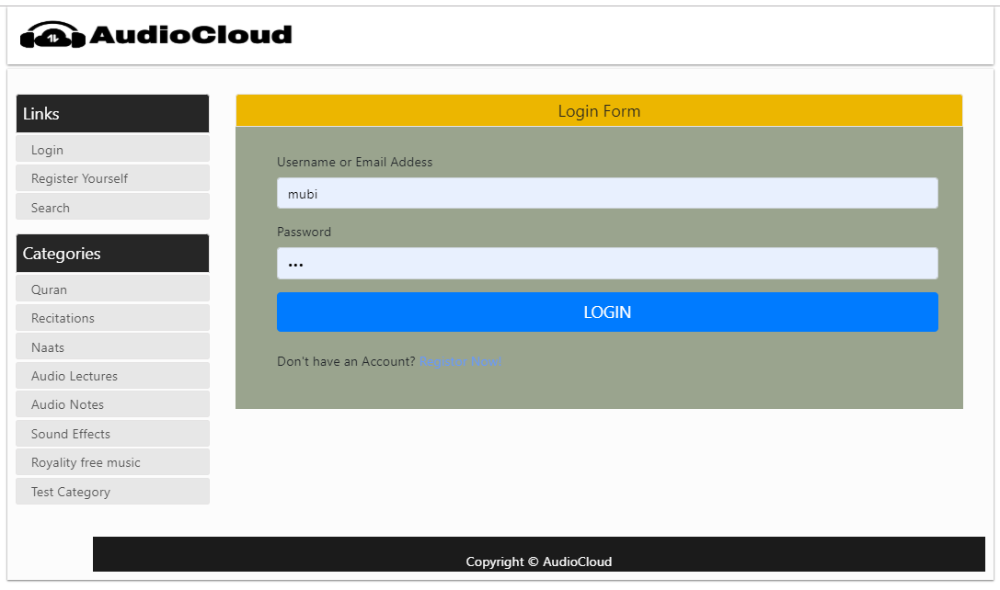 AudioCloud
Links
Login
Register Yourself
Search
Categories
Quran
Recitations
Naats
Audio Lectures
Audio Notes
Sound Effects
Royality free music
Test Category
Login Form
Username or Email Addess
mubi
Password
•••
LOGIN
Don't have an Account? Register Now!
Copyright © AudioCloud